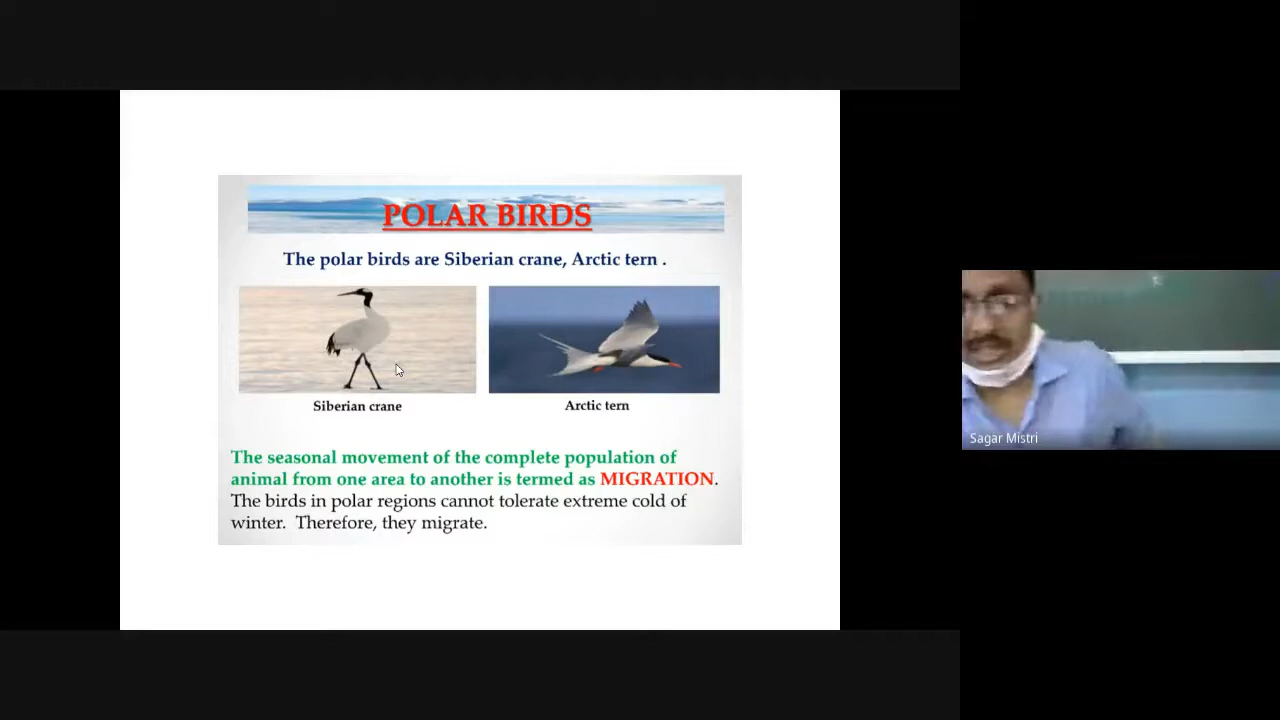 POLAR BIRDS
The polar birds are Siberian crane, Arctic tern .
Siberian crane
Arctic tern
The seasonal movement of the complete population of
animal from one area to another is termed as MIGRATION.
The birds in polar regions cannot tolerate extreme cold of
winter. Therefore, they migrate.
Sagar Mistri